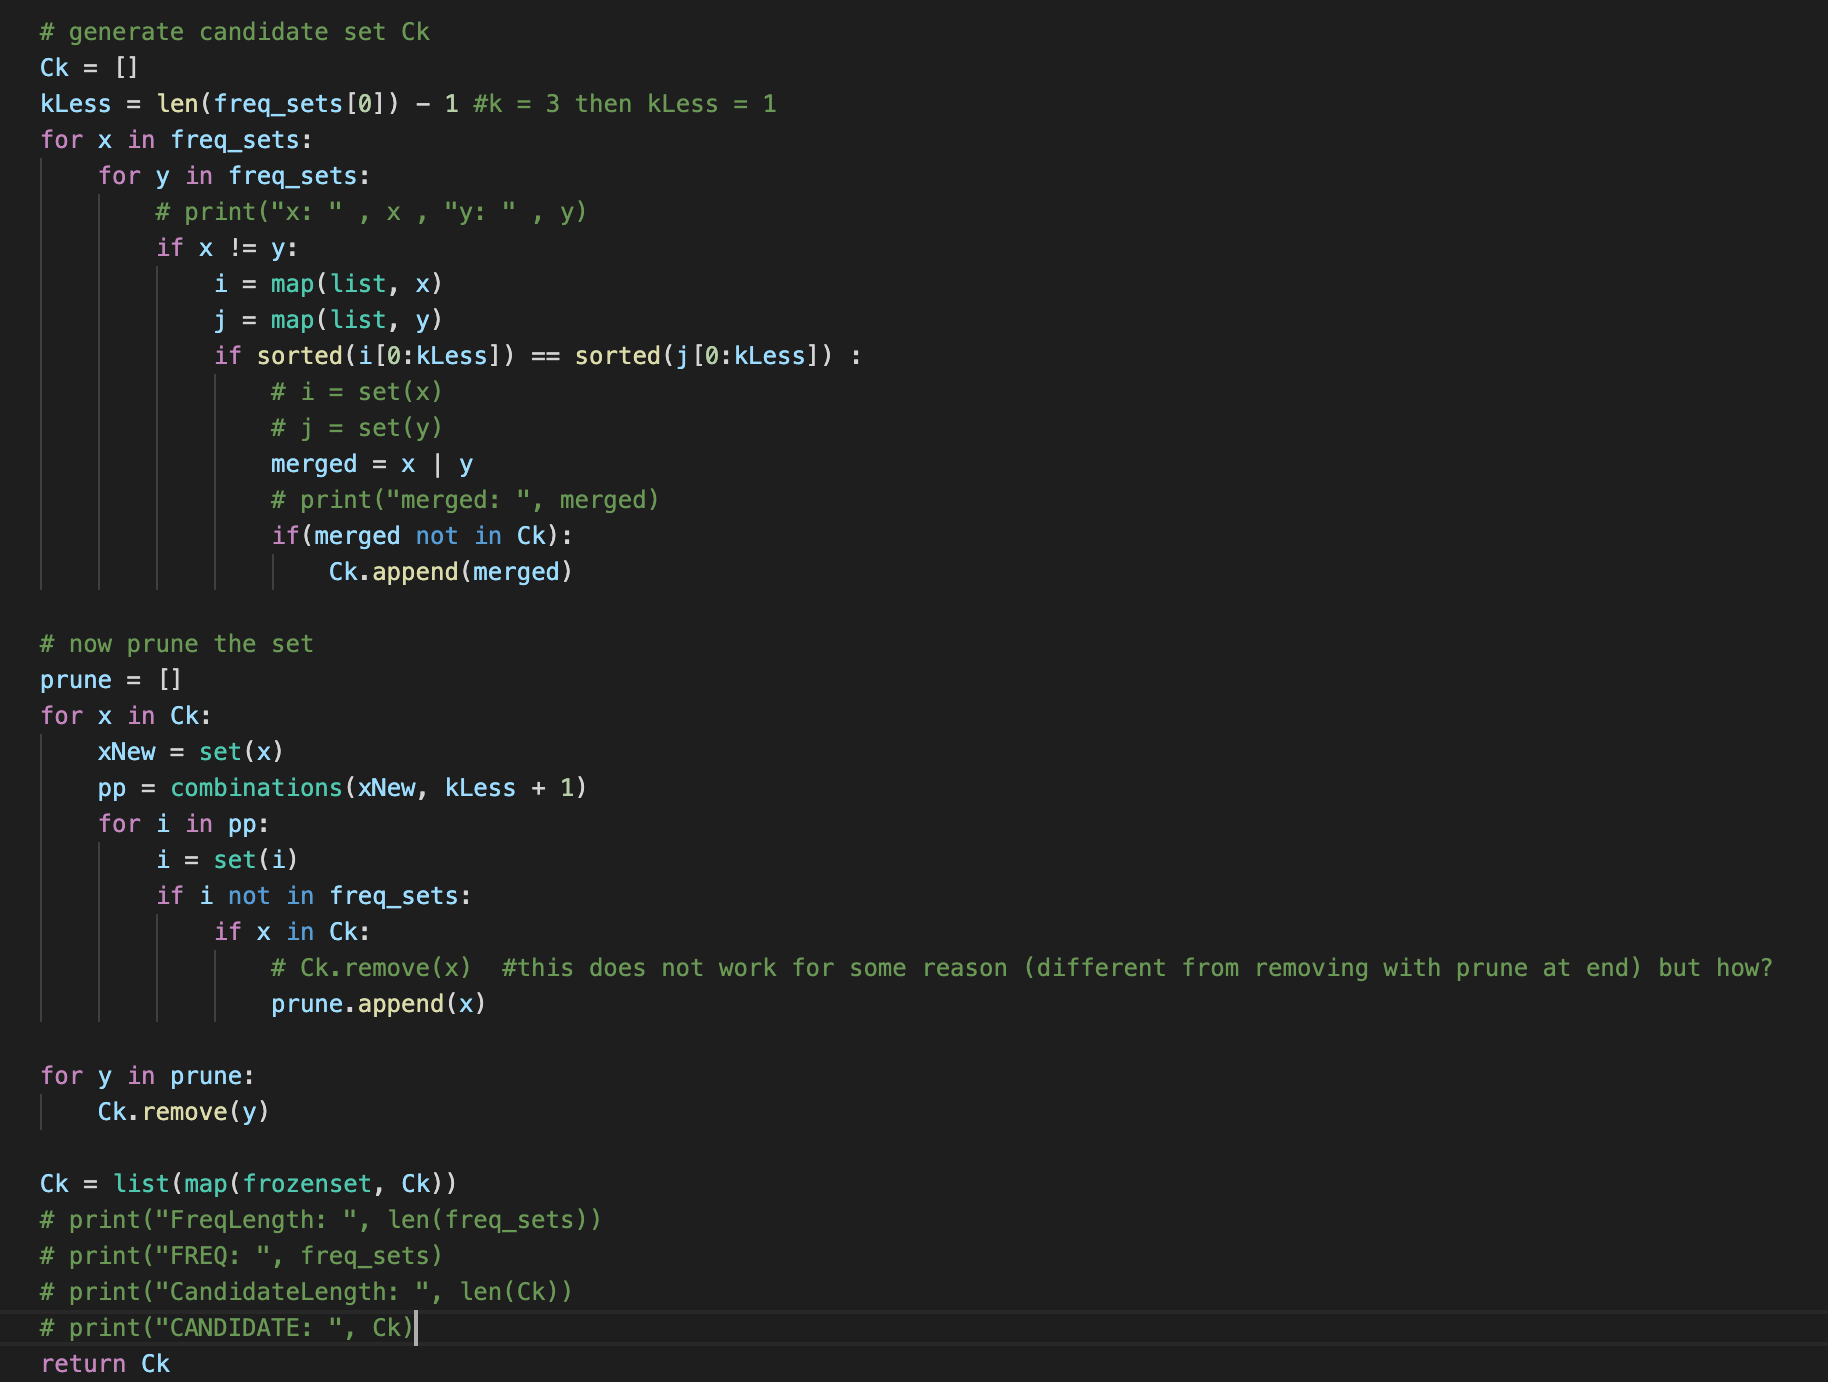 # generate candidate set Ck
Ck = []
kLess = len(freq_sets[0]) - 1 #k = 3 then kLess = 1
for x in freq_sets:
    for y in freq_sets:
        # print("x: " , x , "y: " , y)
        if x != y:
            i = map(list, x)
            j = map(list, y)
            if sorted(i[0:kLess]) == sorted(j[0:kLess]) :
                # i = set(x)
                # j = set(y)
                merged = x | y
                # print("merged: ", merged)
                if(merged not in Ck):
                    Ck.append(merged)

# now prune the set
prune = []
for x in Ck:
    xNew = set(x)
    pp = combinations(xNew, kLess + 1)
    for i in pp:
        i = set(i)
        if i not in freq_sets:
            if x in Ck:
                # Ck.remove(x)  #this does not work for some reason (different from removing with prune at end) but how?
                prune.append(x)

for y in prune:
    Ck.remove(y)

Ck = list(map(frozenset, Ck))
# print("FreqLength: ", len(freq_sets))
# print("FREQ: ", freq_sets)
# print("CandidateLength: ", len(Ck))
# print("CANDIDATE: ", Ck)
return Ck